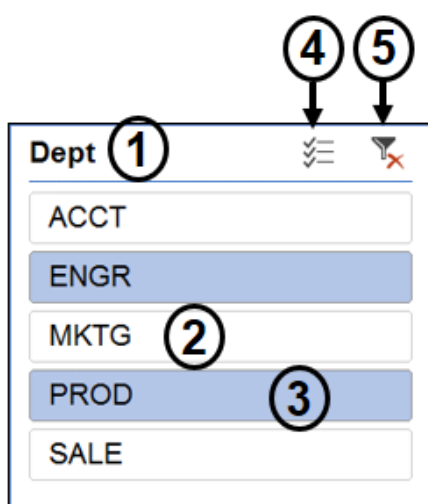 4 5
Dept 1
ACCT
ENGR
MKTG 2
PROD 3
SALE